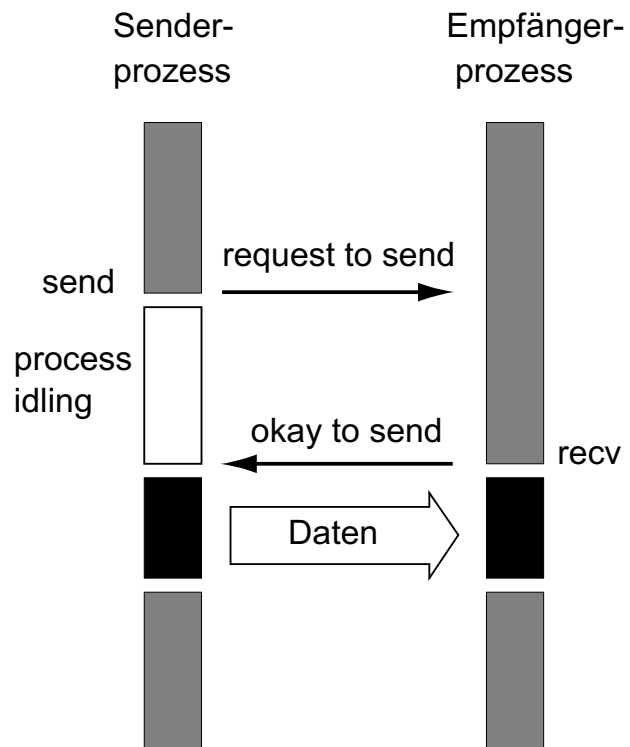 Sender-
prozess
Empfänger-
prozess
request to send
send
process
idling
okay to send
recv
Daten